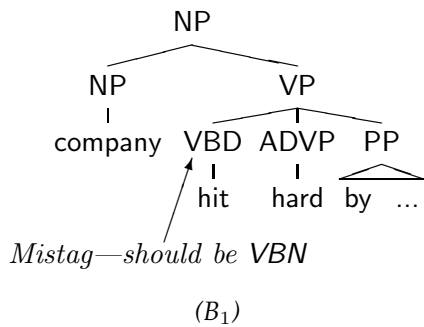 NP
NP VP
company VBD ADVP PP
hit hard by ...
Mistag—should be VBN
(B₁)